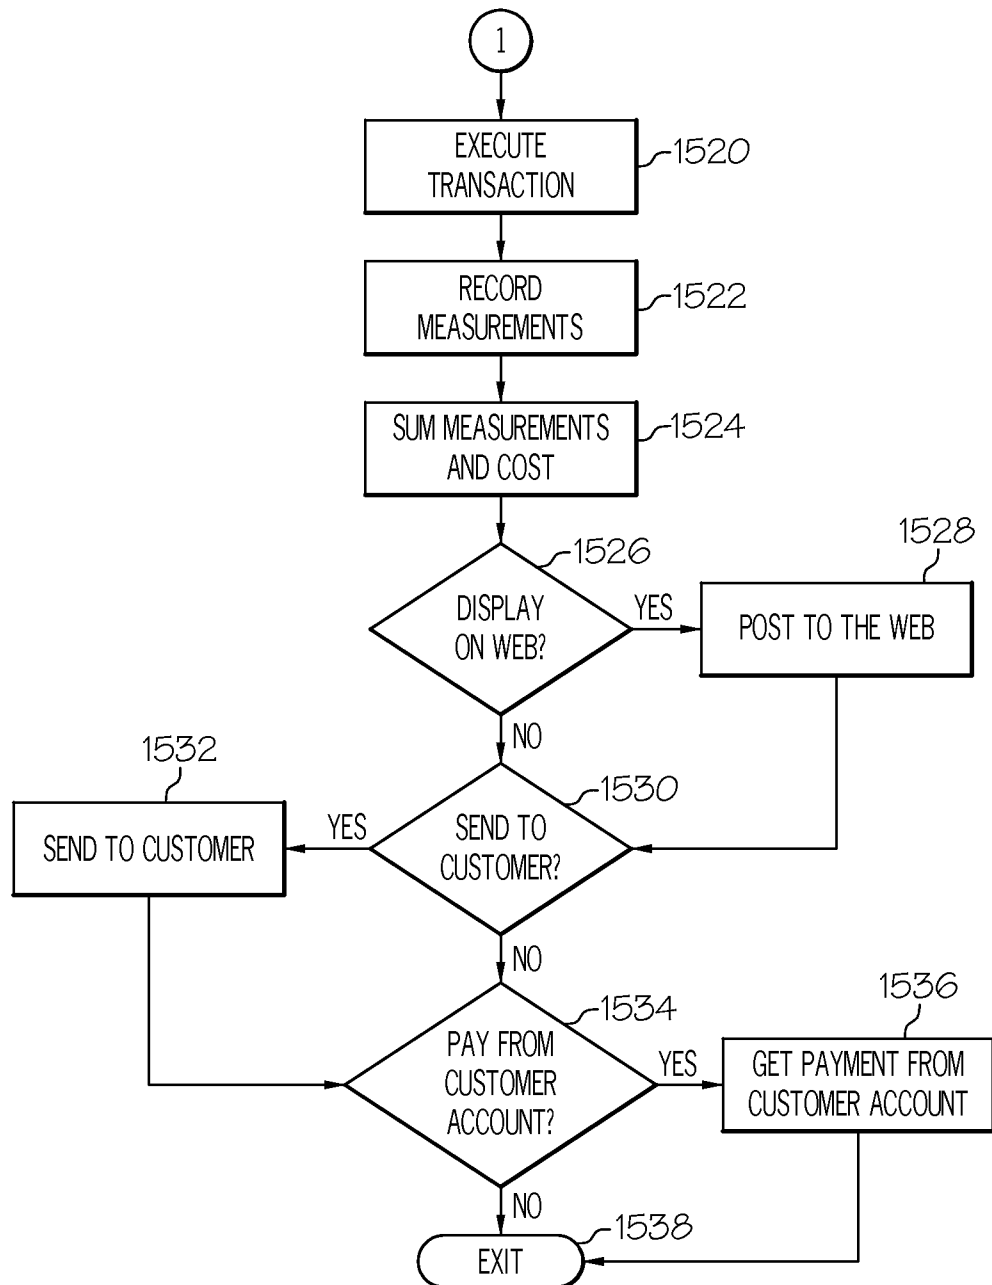 1
EXECUTE
TRANSACTION
1520
RECORD
MEASUREMENTS
1522
SUM MEASUREMENTS
AND COST
1524
1526
DISPLAY
ON WEB?
YES
1528
POST TO THE WEB
NO
1530
SEND TO
CUSTOMER?
YES
1532
SEND TO CUSTOMER
NO
1534
PAY FROM
CUSTOMER
ACCOUNT?
YES
1536
GET PAYMENT FROM
CUSTOMER ACCOUNT
NO
1538
EXIT